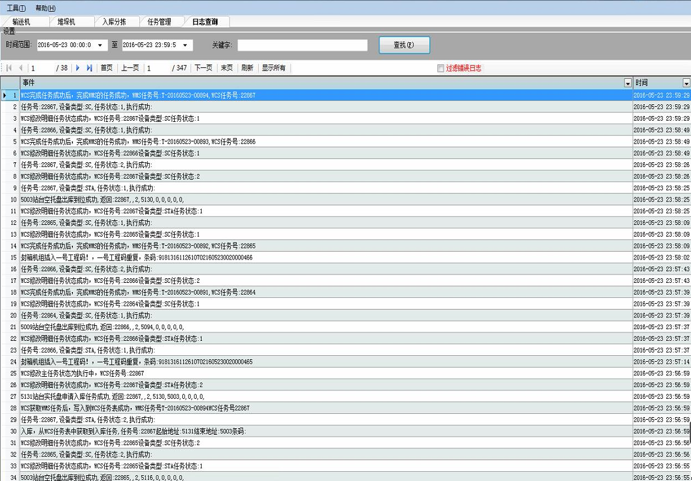 工具(T) 帮助(H)
输送机 堆垛机 入库分拣 任务管理 日志查询
设置
时间范围: 2016-05-23 00:00:0 至 2016-05-23 23:59:5 关键字: 查找(F)
1 / 38 首页 上一页 1 / 347 下一页 末页 刷新 显示所有 过滤错误日志
事件 时间
1 WCS完成任务成功后，完成WMS的任务成功，WMS任务号:T-20160523-00894,WCS任务号:22867 2016-05-23 23:59:29
2 任务号:22867,设备类型:SC,任务状态:1,执行成功: 2016-05-23 23:59:29
3 WCS修改明细任务状态成功，WCS任务号:22867设备类型:SC任务状态:1 2016-05-23 23:59:29
4 任务号:22866,设备类型:SC,任务状态:1,执行成功: 2016-05-23 23:58:49
5 WCS完成任务成功后，完成WMS的任务成功，WMS任务号:T-20160523-00893,WCS任务号:22866 2016-05-23 23:58:49
6 WCS修改明细任务状态成功，WCS任务号:22866设备类型:SC任务状态:1 2016-05-23 23:58:49
7 任务号:22867,设备类型:SC,任务状态:2,执行成功: 2016-05-23 23:58:26
8 WCS修改明细任务状态成功，WCS任务号:22867设备类型:SC任务状态:2 2016-05-23 23:58:26
9 任务号:22867,设备类型:STA,任务状态:1,执行成功: 2016-05-23 23:58:25
10 5003站台空托盘出库到位成功,返回:22867,,2,5130,0,0,0,0,0, 2016-05-23 23:58:25
11 WCS修改明细任务状态成功，WCS任务号:22867设备类型:STA任务状态:1 2016-05-23 23:58:25
12 任务号:22865,设备类型:SC,任务状态:1,执行成功: 2016-05-23 23:58:09
13 WCS修改明细任务状态成功，WCS任务号:22865设备类型:SC任务状态:1 2016-05-23 23:58:09
14 WCS完成任务成功后，完成WMS的任务成功，WMS任务号:T-20160523-00892,WCS任务号:22865 2016-05-23 23:58:09
15 封箱机组插入一号工程码！，一号工程码重复，条码: 2016-05-23 23:58:02
16 任务号:22866,设备类型:SC,任务状态:2,执行成功: 2016-05-23 23:57:43
17 WCS修改明细任务状态成功，WCS任务号:22866设备类型:SC任务状态:2 2016-05-23 23:57:43
18 WCS完成任务成功后，完成WMS的任务成功，WMS任务号:T-20160523-00891,WCS任务号:22864 2016-05-23 23:57:39
19 WCS修改明细任务状态成功，WCS任务号:22864设备类型:SC任务状态:1 2016-05-23 23:57:39
20 任务号:22864,设备类型:SC,任务状态:1,执行成功: 2016-05-23 23:57:39
21 5009站台空托盘出库到位成功,返回:22866,,2,5094,0,0,0,0,0, 2016-05-23 23:57:37
22 WCS修改明细任务状态成功，WCS任务号:22866设备类型:STA任务状态:1 2016-05-23 23:57:37
23 任务号:22866,设备类型:STA,任务状态:1,执行成功: 2016-05-23 23:57:37
24 封箱机组插入一号工程码！，一号工程码重复，条码: 2016-05-23 23:57:14
25 WCS修改主任务状态为执行中，WCS任务号:22867 2016-05-23 23:56:59
26 WCS修改明细任务状态成功，WCS任务号:22867设备类型:STA任务状态:2 2016-05-23 23:56:59
27 5131站台实托盘申请入库任务成功,返回:22867,,2,5130,5003,0,0,0,0, 2016-05-23 23:56:59
28 WCS获取WMS任务后，写入到WCS任务表成功，WMS任务号T-20160523-00894WCS任务号22867 2016-05-23 23:56:59
29 任务号:22867,设备类型:STA,任务状态:2,执行成功: 2016-05-23 23:56:59
30 入库，从WCS任务表中获取到入库任务,任务号:22867起始地址:5131结束地址:5003条码: 2016-05-23 23:56:59
31 WCS修改明细任务状态成功，WCS任务号:22865设备类型:SC任务状态:2 2016-05-23 23:56:56
32 任务号:22865,设备类型:SC,任务状态:2,执行成功: 2016-05-23 23:56:56
33 WCS修改明细任务状态成功，WCS任务号:22865设备类型:STA任务状态:1 2016-05-23 23:56:55
34 5003站台空托盘出库到位成功,返回:22865,,2,5116,0,0,0,0,0, 2016-05-23 23:56:55